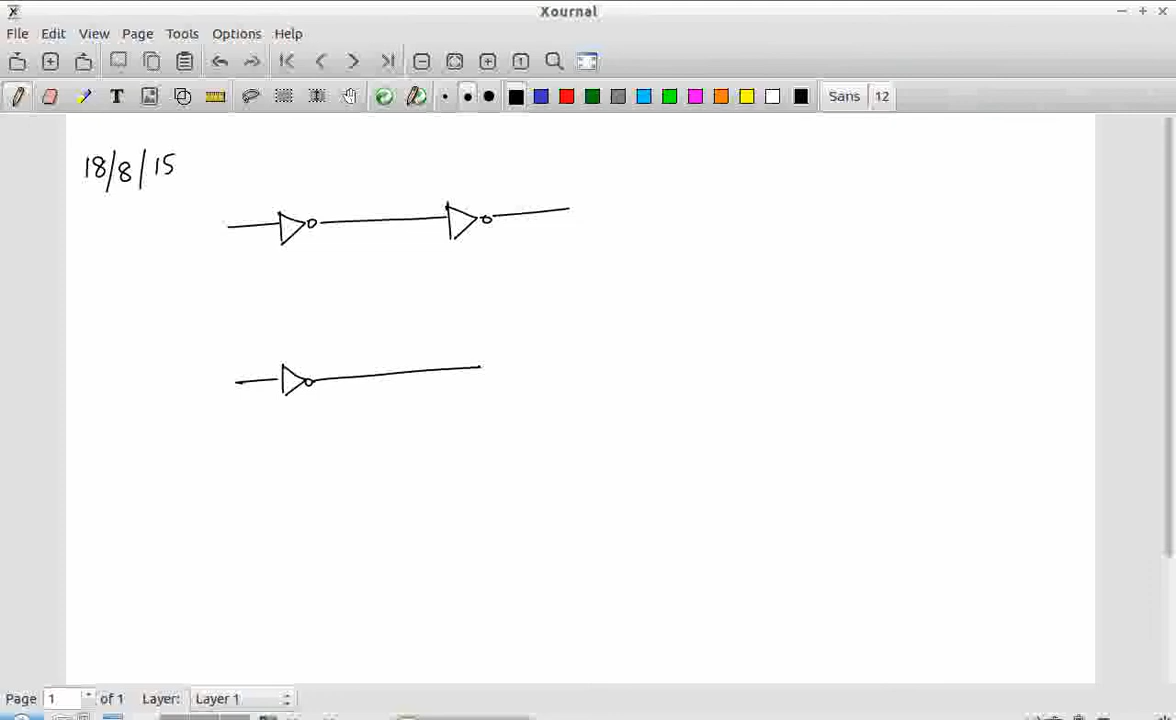 Xournal
File Edit View Page Tools Options Help
Sans 12
18/8/15
Page 1 of 1 Layer: Layer 1